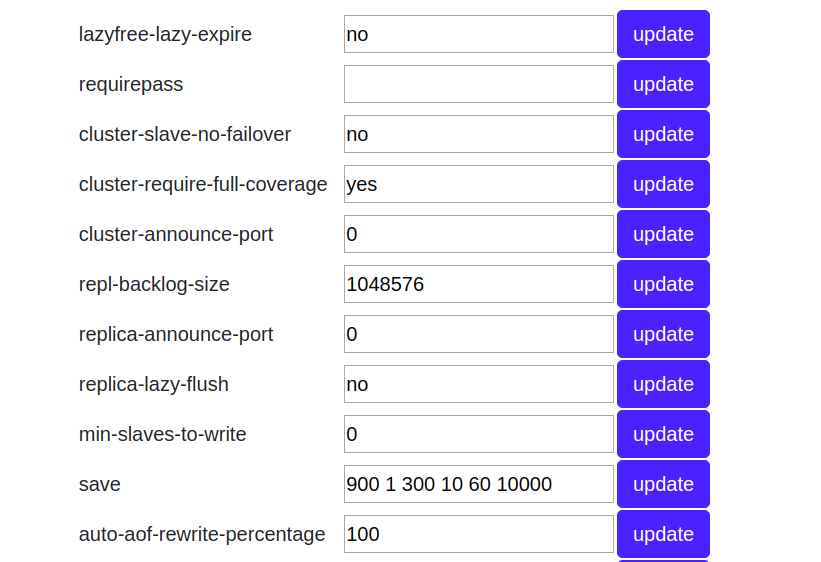 lazyfree-lazy-expire no update
requirepass update
cluster-slave-no-failover no update
cluster-require-full-coverage yes update
cluster-announce-port 0 update
repl-backlog-size 1048576 update
replica-announce-port 0 update
replica-lazy-flush no update
min-slaves-to-write 0 update
save 900 1 300 10 60 10000 update
auto-aof-rewrite-percentage 100 update